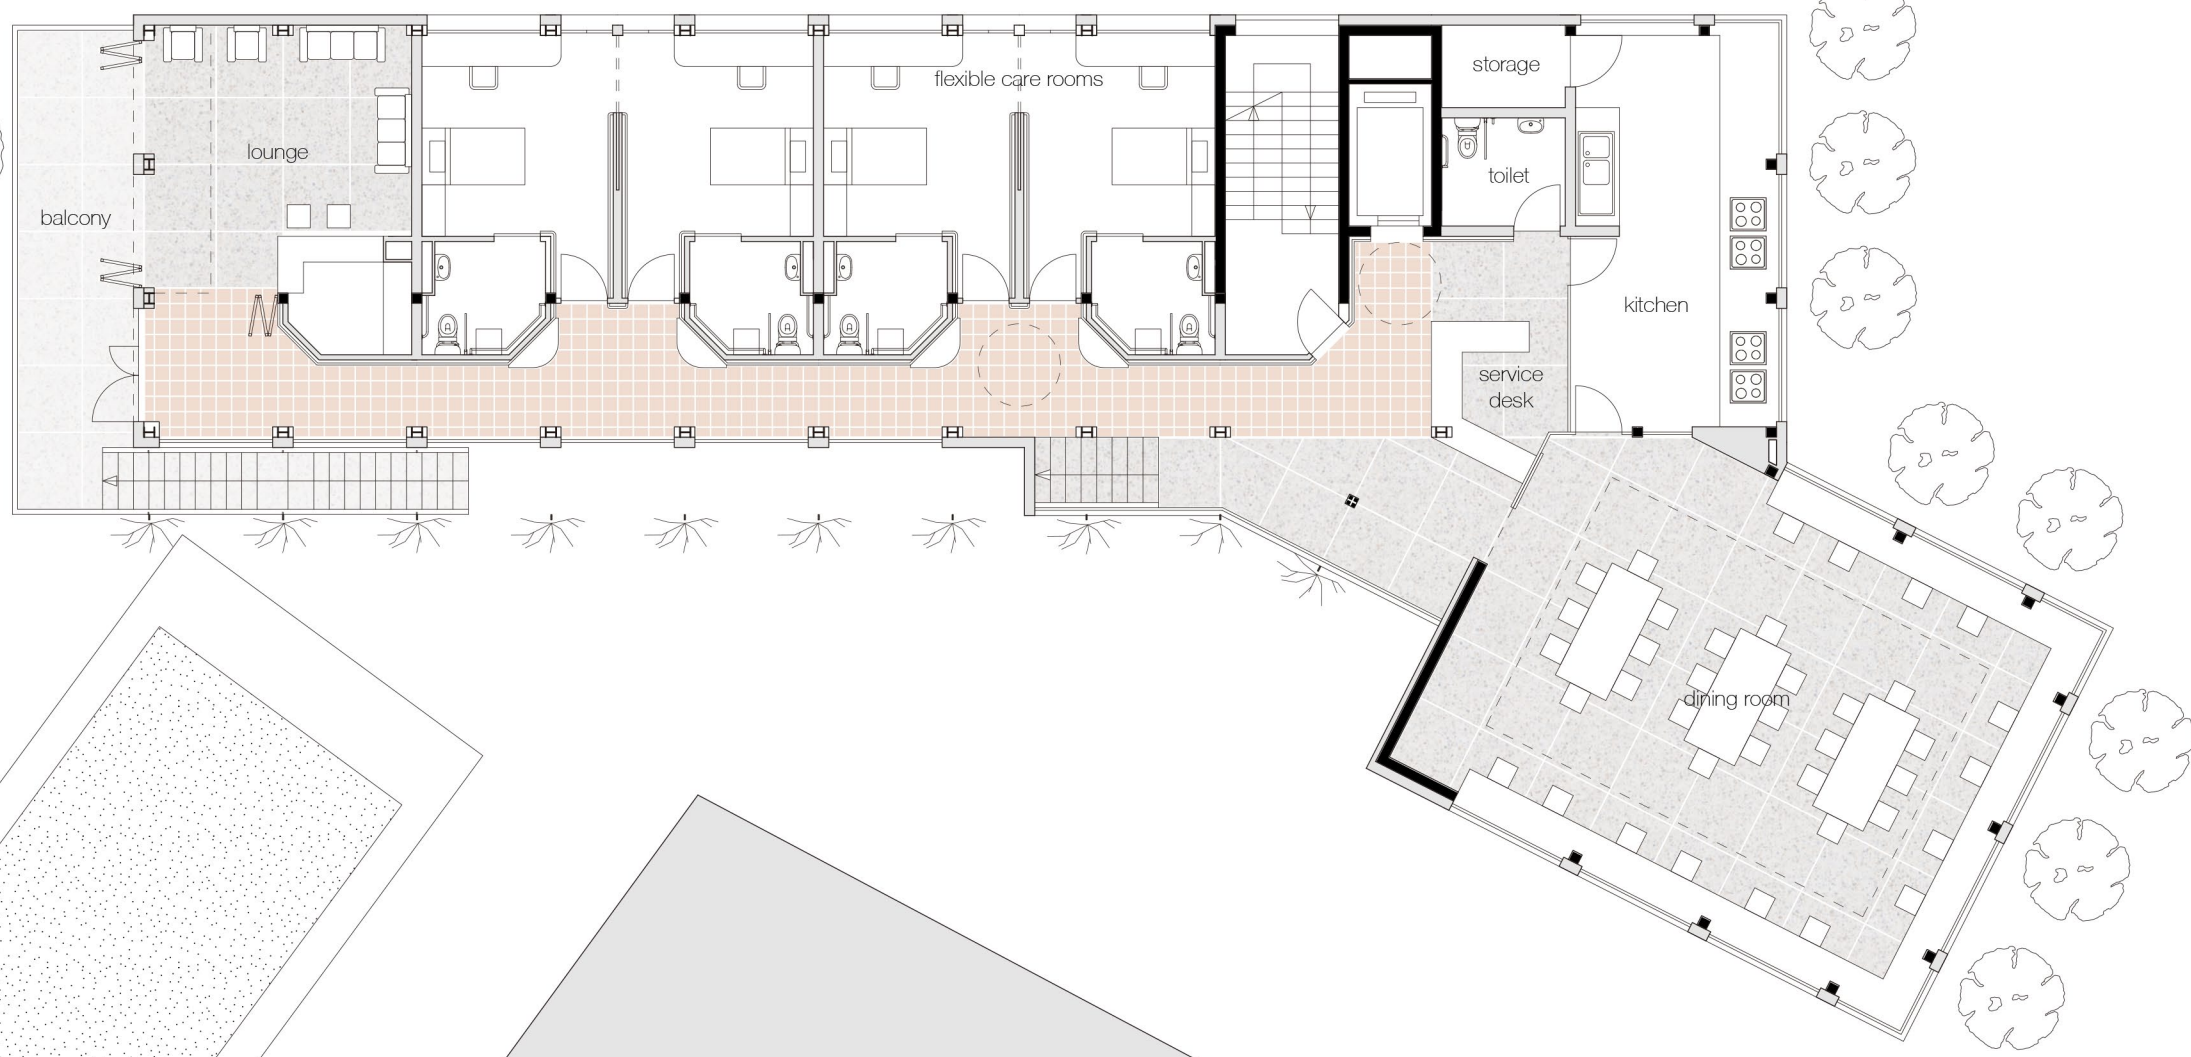 storage
flexible care rooms
lounge
toilet
balcony
kitchen
service
desk
dining room